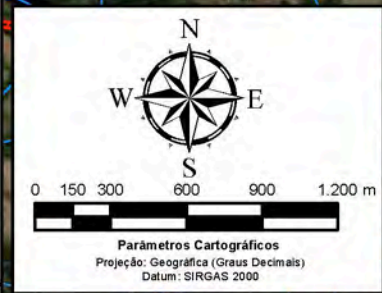 N
W E
S
0 150 300 600 900 1.200 m
Parâmetros Cartográficos
Projeção: Geográfica (Graus Decimais)
Datum: SIRGAS 2000